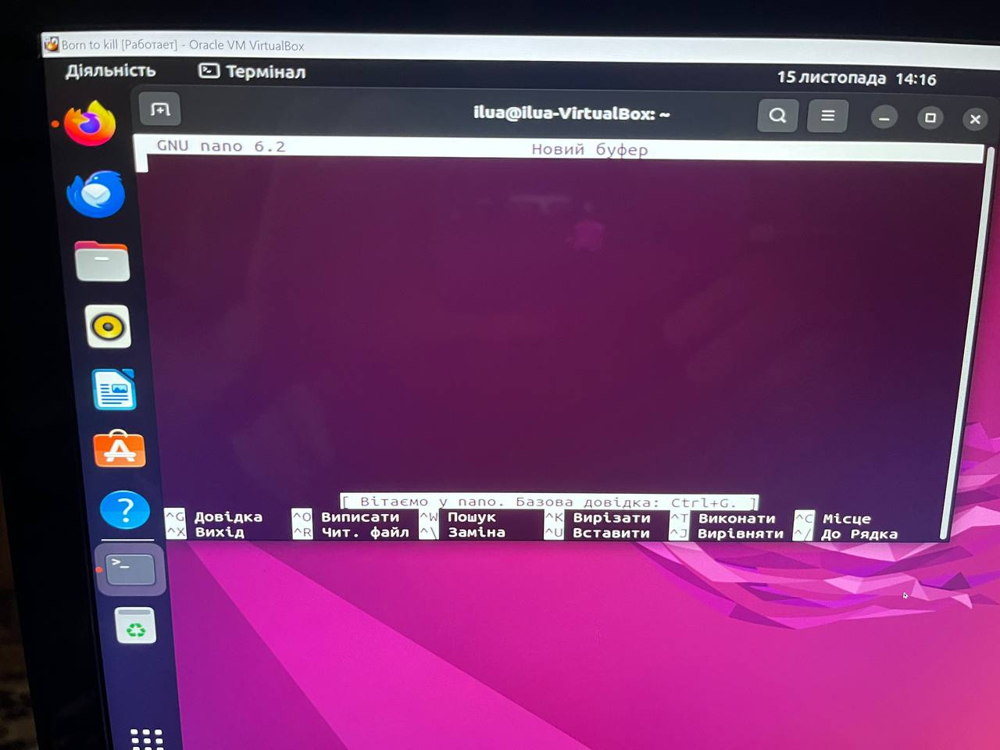 Born to kill [Работает] - Oracle VM VirtualBox
Діяльність Термінал 15 листопада 14:16
ilua@ilua-VirtualBox: ~
GNU nano 6.2 Новий буфер
[ Вітаємо у nano. Базова довідка: Ctrl+G. ]
^G Довідка ^O Виписати ^W Пошук ^K Вирізати ^T Виконати ^C Місце
^X Вихід ^R Чит. файл ^\ Заміна ^U Вставити ^J Вирівняти ^/ До Рядка